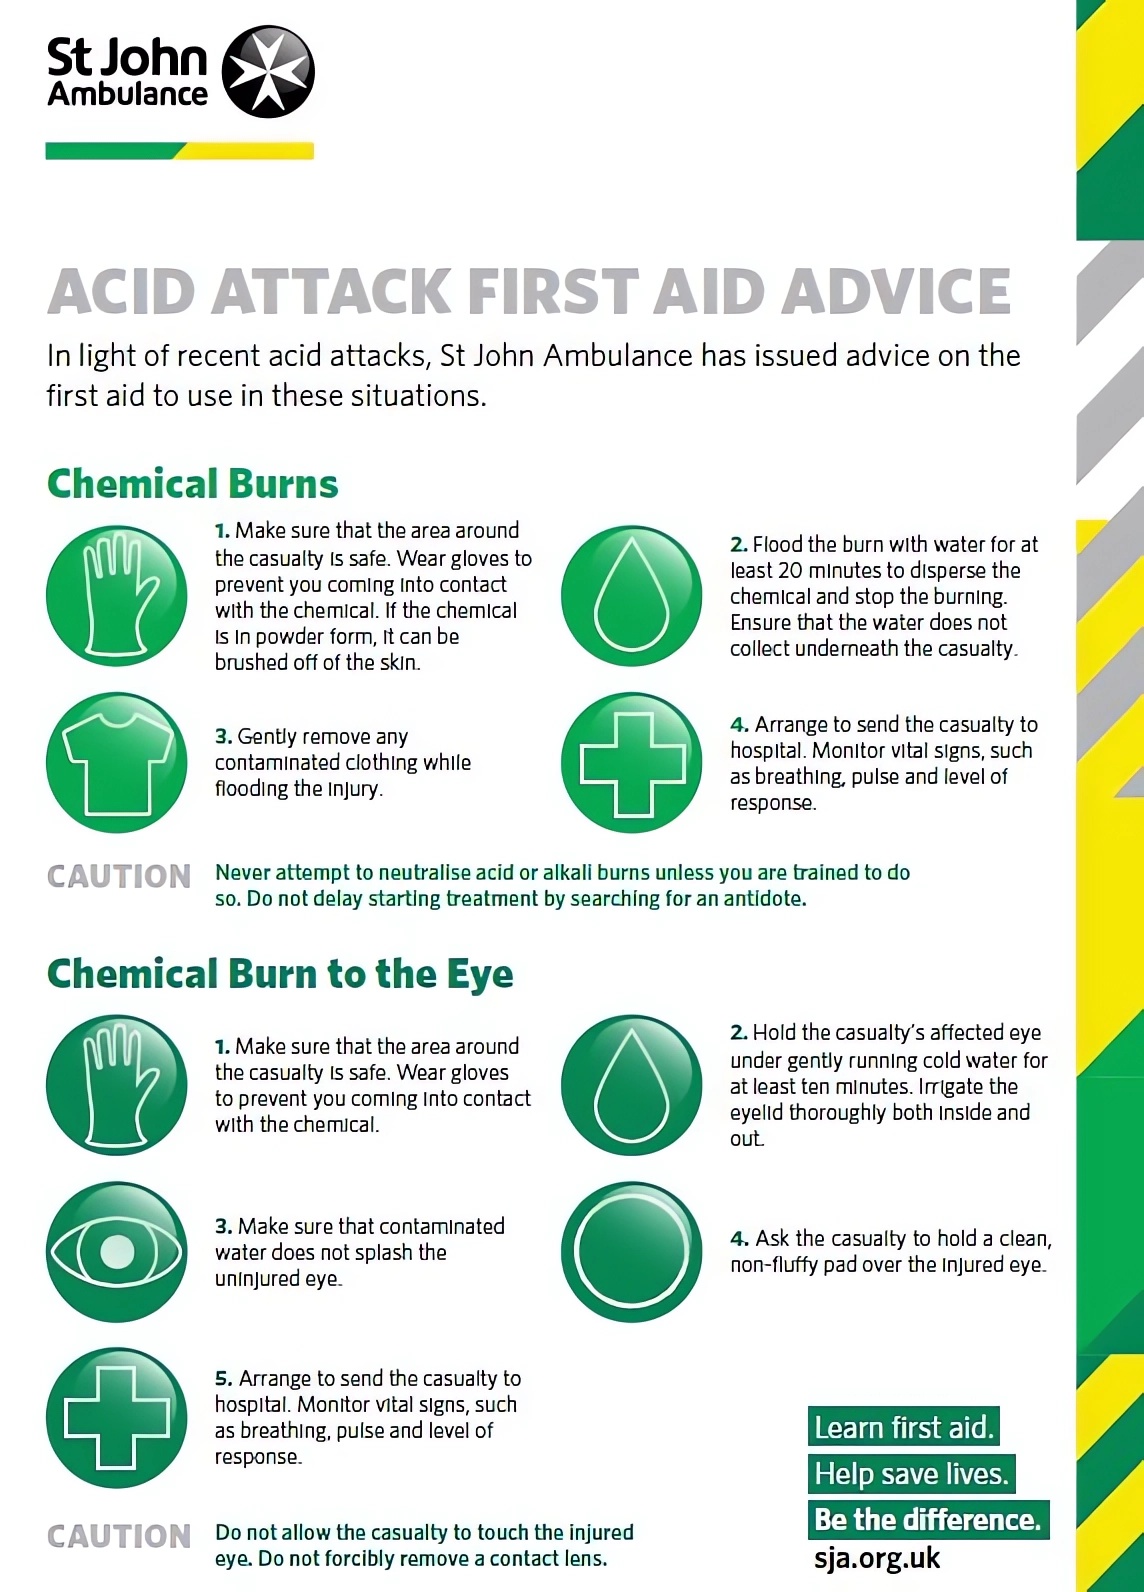 St John
Ambulance
ACID ATTACK FIRST AID ADVICE
In light of recent acid attacks, St John Ambulance has issued advice on the
first aid to use in these situations.
Chemical Burns
1. Make sure that the area around
the casualty is safe. Wear gloves to
prevent you coming into contact
with the chemical. If the chemical
is in powder form, it can be
brushed off of the skin.
2. Flood the burn with water for at
least 20 minutes to disperse the
chemical and stop the burning.
Ensure that the water does not
collect underneath the casualty.
3. Gently remove any
contaminated clothing while
flooding the injury.
4. Arrange to send the casualty to
hospital. Monitor vital signs, such
as breathing, pulse and level of
response.
CAUTION
Never attempt to neutralise acid or alkali burns unless you are trained to do
so. Do not delay starting treatment by searching for an antidote.
Chemical Burn to the Eye
1. Make sure that the area around
the casualty is safe. Wear gloves
to prevent you coming into contact
with the chemical.
2. Hold the casualty's affected eye
under gently running cold water for
at least ten minutes. Irrigate the
eyelid thoroughly both inside and
out.
3. Make sure that contaminated
water does not splash the
uninjured eye.
4. Ask the casualty to hold a clean,
non-fluffy pad over the injured eye.
5. Arrange to send the casualty to
hospital. Monitor vital signs, such
as breathing, pulse and level of
response.
CAUTION
Do not allow the casualty to touch the injured
eye. Do not forcibly remove a contact lens.
Learn first aid.
Help save lives.
Be the difference.
sja.org.uk